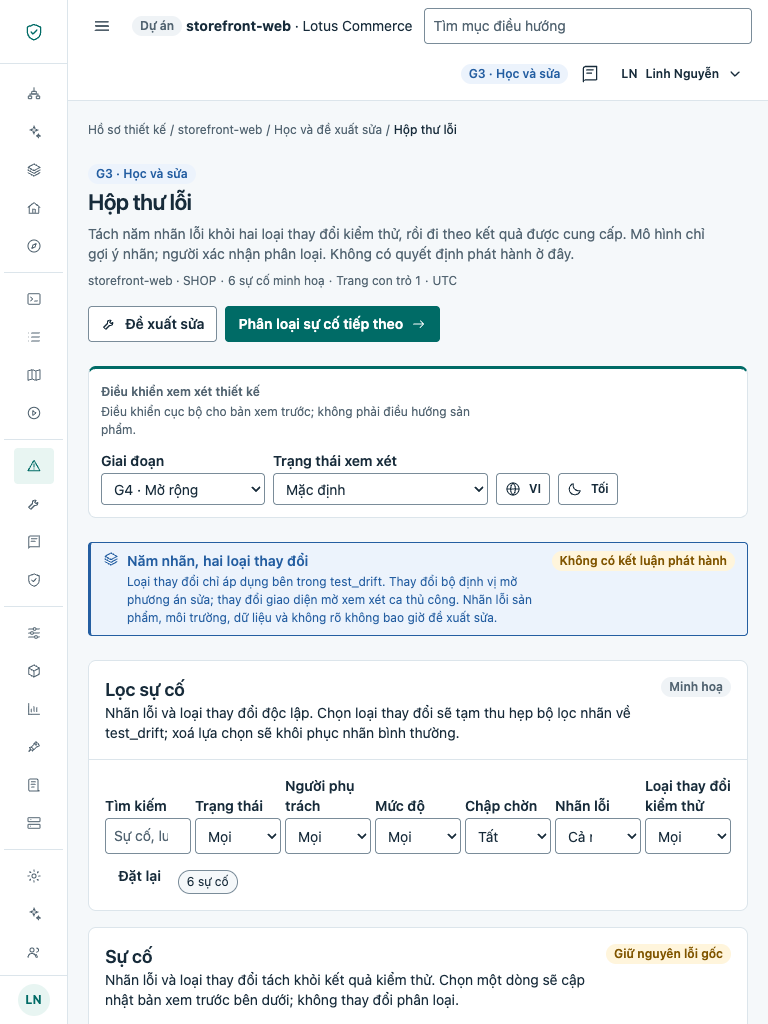 Dự án storefront-web · Lotus Commerce
Tìm mục điều hướng
G3 · Học và sửa
LN Linh Nguyễn
Hồ sơ thiết kế / storefront-web / Học và đề xuất sửa / Hộp thư lỗi
G3 · Học và sửa
Hộp thư lỗi
Tách năm nhãn lỗi khỏi hai loại thay đổi kiểm thử, rồi đi theo kết quả được cung cấp. Mô hình chỉ
gợi ý nhãn; người xác nhận phân loại. Không có quyết định phát hành ở đây.
storefront-web · SHOP · 6 sự cố minh hoạ · Trang con trỏ 1 · UTC
Đề xuất sửa
Phân loại sự cố tiếp theo →
Điều khiển xem xét thiết kế
Điều khiển cục bộ cho bản xem trước; không phải điều hướng sản
phẩm.
Giai đoạn
Trạng thái xem xét
G4 · Mở rộng
Mặc định
VI
Tối
Năm nhãn, hai loại thay đổi
Không có kết luận phát hành
Loại thay đổi chỉ áp dụng bên trong test_drift. Thay đổi bộ định vị mở
phương án sửa; thay đổi giao diện mở xem xét ca thủ công. Nhãn lỗi sản
phẩm, môi trường, dữ liệu và không rõ không bao giờ đề xuất sửa.
Lọc sự cố
Minh hoạ
Nhãn lỗi và loại thay đổi độc lập. Chọn loại thay đổi sẽ tạm thu hẹp bộ lọc nhãn về
test_drift; xoá lựa chọn sẽ khôi phục nhãn bình thường.
Tìm kiếm
Trạng thái
Người phụ
trách
Mức độ
Chập chờn
Nhãn lỗi
Loại thay đổi
kiểm thử
Sự cố, lu
Mọi
Mọi
Mọi
Tất
Cả
Mọi
Đặt lại
6 sự cố
Sự cố
Giữ nguyên lỗi gốc
Nhãn lỗi và loại thay đổi tách khỏi kết quả kiểm thử. Chọn một dòng sẽ cập
nhật bản xem trước bên dưới; không thay đổi phân loại.
LN